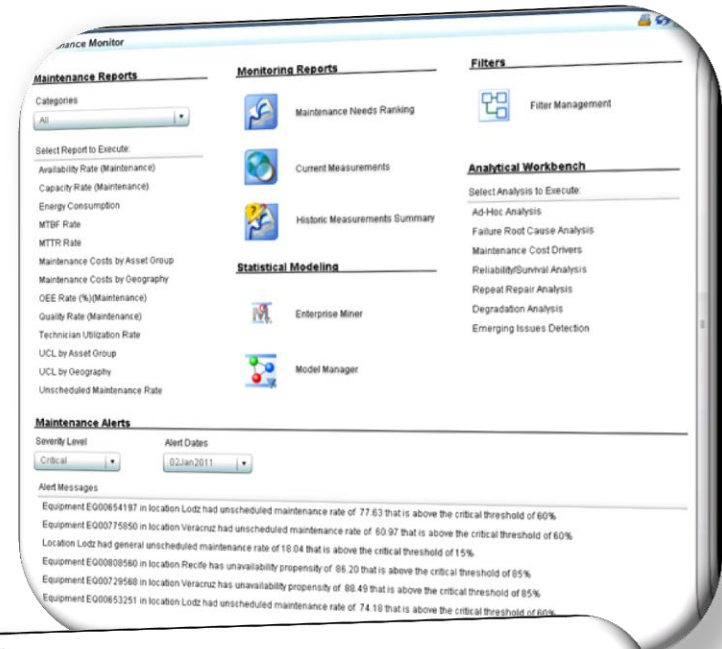 Monitor
Maintenance Reports
Categories
All
Select Report to Execute:
Availability Rate (Maintenance)
Capacity Rate (Maintenance)
Energy Consumption
MTBF Rate
MTTR Rate
Maintenance Costs by Asset Group
Maintenance Costs by Geography
OEE Rate (%)(Maintenance)
Quality Rate (Maintenance)
Technician Utilization Rate
UCL by Asset Group
UCL by Geography
Unscheduled Maintenance Rate
Monitoring Reports
Maintenance Needs Ranking
Current Measurements
Historic Measurements Summary
Statistical Modeling
Enterprise Miner
Model Manager
Filters
Filter Management
Analytical Workbench
Select Analysis to Execute:
Ad-Hoc Analysis
Failure Root Cause Analysis
Maintenance Cost Drivers
Reliability/Survival Analysis
Repeat Repair Analysis
Degradation Analysis
Emerging Issues Detection
Maintenance Alerts
Severity Level
Critical
Alert Dates
02Jan2011
Alert Messages
Equipment EQ00654197 in location Lodz had unscheduled maintenance rate of 77.63 that is above the critical threshold of 60%
Equipment EQ00775850 in location Veracruz had unscheduled maintenance rate of 60.97 that is above the critical threshold of 60%
Location Lodz had general unscheduled maintenance rate of 18.04 that is above the critical threshold of 15%
Equipment EQ00808560 in location Recife has unavailability propensity of 86.20 that is above the critical threshold of 85%
Equipment EQ00729568 in location Veracruz has unavailability propensity of 88.49 that is above the critical threshold of 85%
Equipment EQ00653251 in location Lodz had unscheduled maintenance rate of 74.18 that is above the critical threshold of 60%